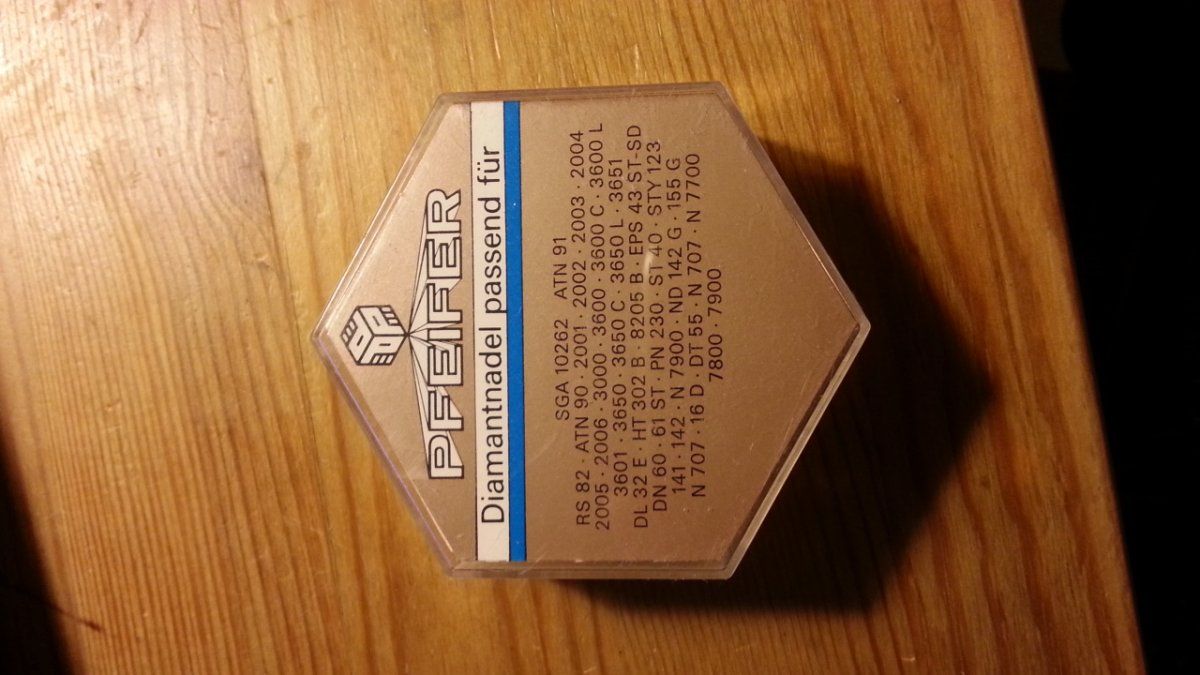 PFEIFER
Diamantnadel passend für
SGA 10262 ATN 91
RS 82 · ATN 90 · 2001 · 2002 · 2003 · 2004
2005 · 2006 · 3000 · 3600 · 3600 C · 3600 L
3601 · 3650 · 3650 C · 3650 L · 3651
DL 32 E · HT 302 B · 8205 B · EPS 43 ST-SD
DN 60 · 61 ST · PN 230 · ST 40 · STY 123
141 · 142 · N 7900 · ND 142 G · 155 G
N 707 · 16 D · DT 55 · N 707 · N 7700
7800 · 7900